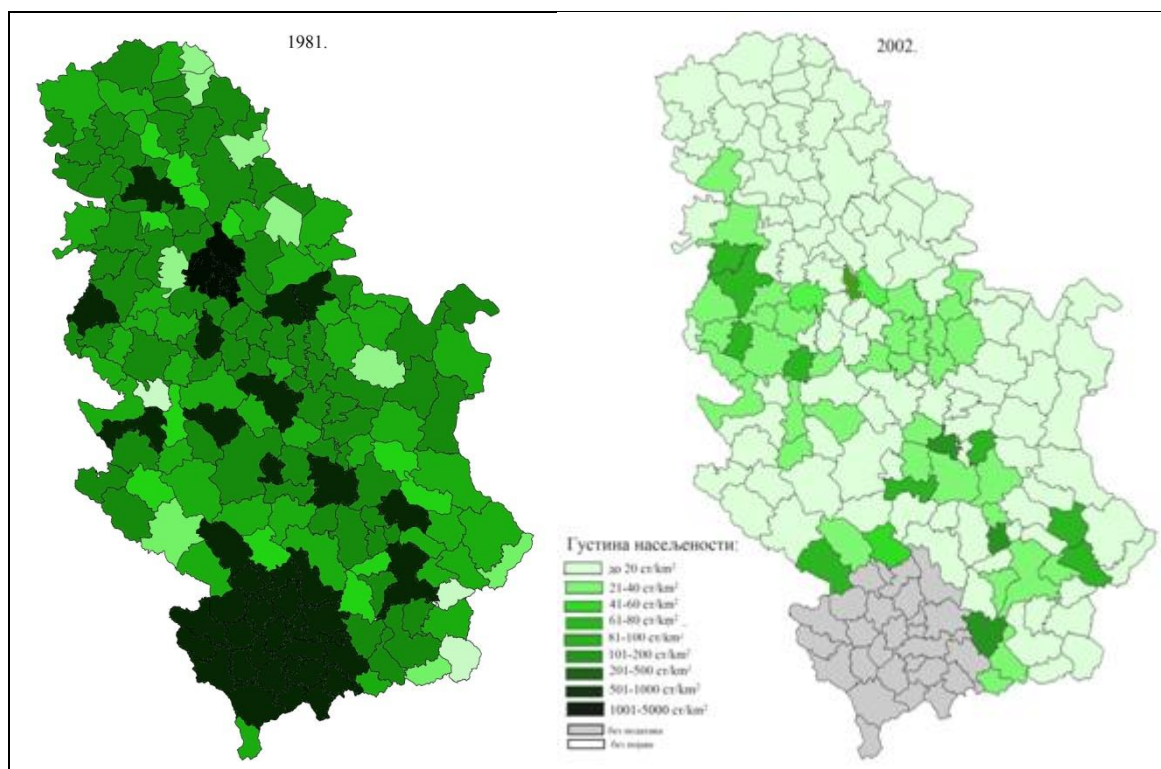 1981.
2002.
Густина насељености:
до 20 ст/km²
21-40 ст/km²
41-60 ст/km²
61-80 ст/km²
81-100 ст/km²
101-200 ст/km²
201-500 ст/km²
501-1000 ст/km²
1001-5000 ст/km²
без података
без појаве